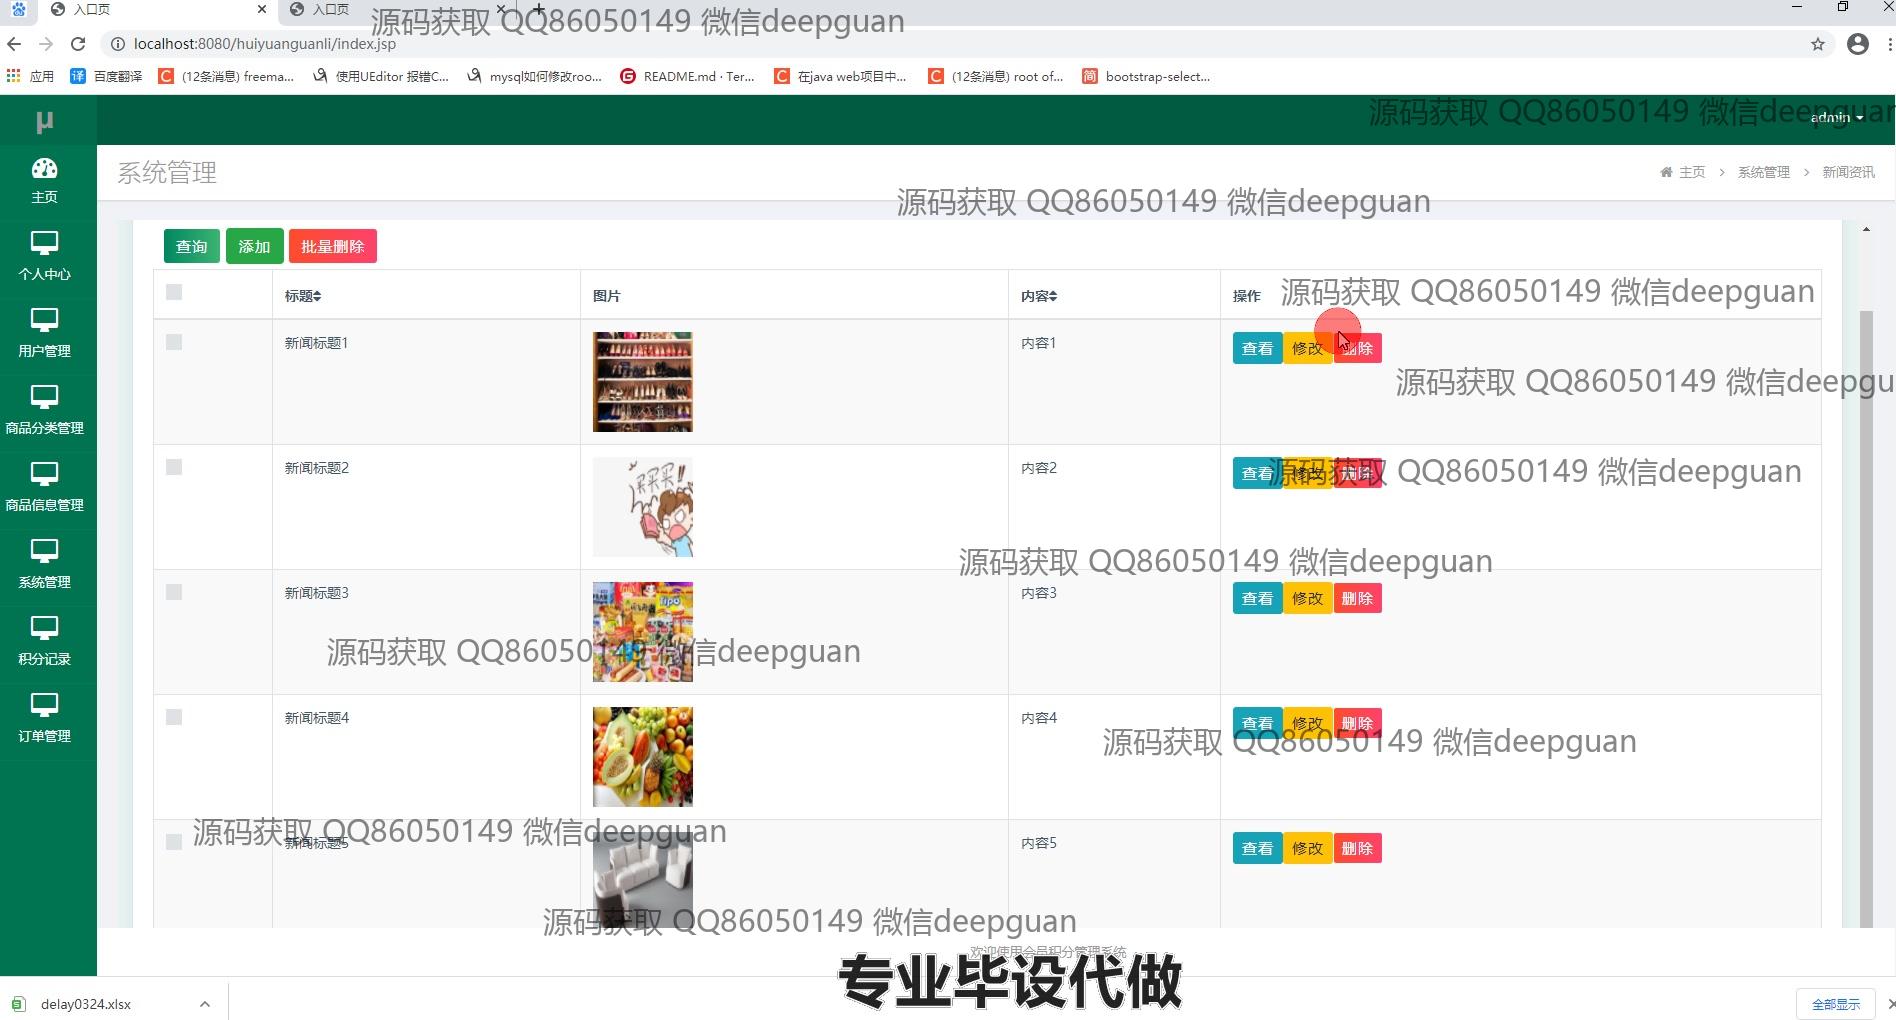 入口页
入口页
源码获取 QQ86050149 微信deepguan
localhost:8080/huiyuanguanli/index.jsp
应用
译 百度翻译
C (12条消息) freema...
使用UEditor 报错C...
mysql如何修改roo...
G README.md · Ter...
C 在java web项目中...
C (12条消息) root of...
简 bootstrap-select...
μ
源码获取 QQ86050149 微信deepguan
admin
系统管理
主页 > 系统管理 > 新闻资讯
源码获取 QQ86050149 微信deepguan
主页
个人中心
用户管理
商品分类管理
商品信息管理
系统管理
积分记录
订单管理
查询 添加 批量删除
标题 图片 内容 操作
源码获取 QQ86050149 微信deepguan
新闻标题1 内容1 查看 修改 删除
源码获取 QQ86050149 微信deepgu
新闻标题2 买买买!! 内容2 查看 修改 删除
源码获取 QQ86050149 微信deepguan
源码获取 QQ86050149 微信deepguan
新闻标题3 内容3 查看 修改 删除
源码获取 QQ86050149 微信deepguan
新闻标题4 内容4 查看 修改 删除
源码获取 QQ86050149 微信deepguan
源码获取 QQ86050149 微信deepguan
新闻标题5 内容5 查看 修改 删除
源码获取 QQ86050149 微信deepguan
欢迎使用会员积分管理系统
专业毕设代做
delay0324.xlsx
全部显示